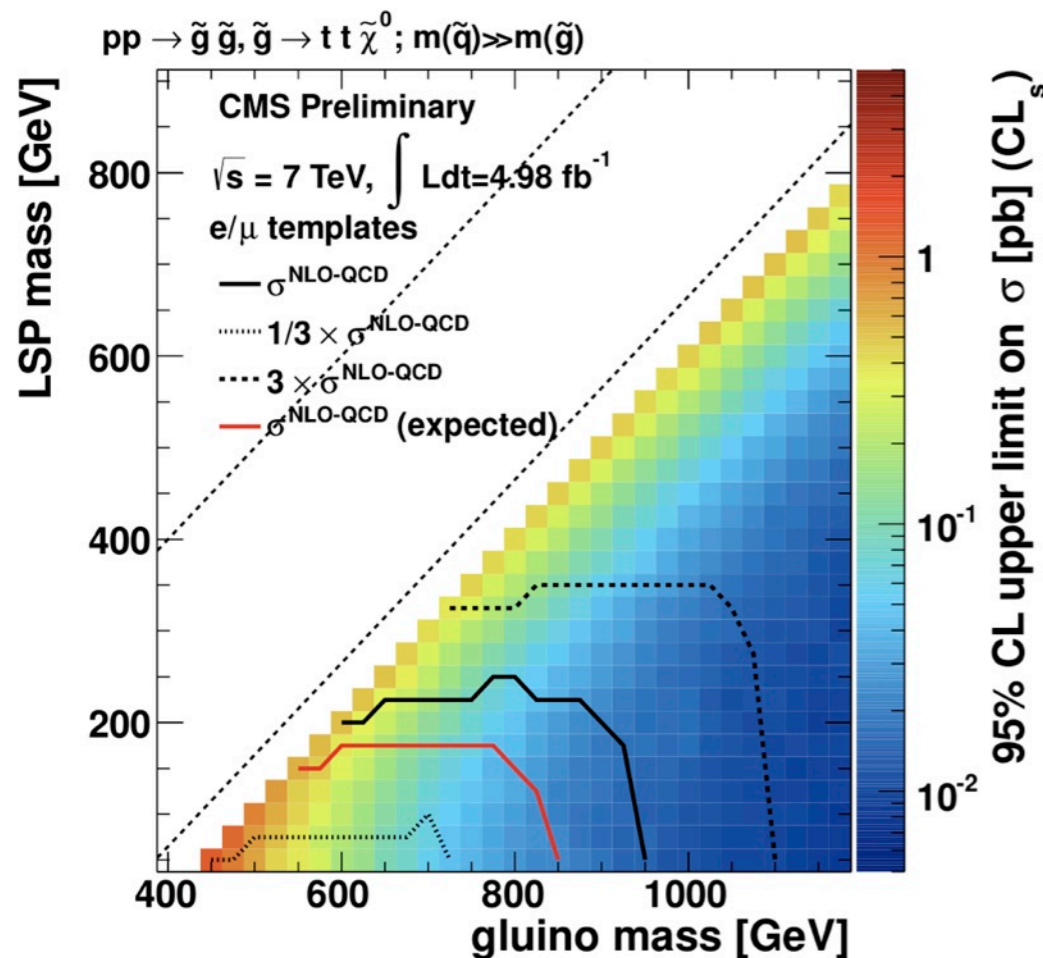 pp → g̃ g̃, g̃ → t t χ̃⁰; m(q̃)>>m(g̃)
CMS Preliminary
√s = 7 TeV, ∫ Ldt=4.98 fb⁻¹
e/μ templates
σ^NLO-QCD
1/3 × σ^NLO-QCD
3 × σ^NLO-QCD
σ^NLO-QCD (expected)
LSP mass [GeV]
800
600
400
200
400 600 800 1000
gluino mass [GeV]
1
10⁻¹
10⁻²
95% CL upper limit on σ [pb] (CLₛ)